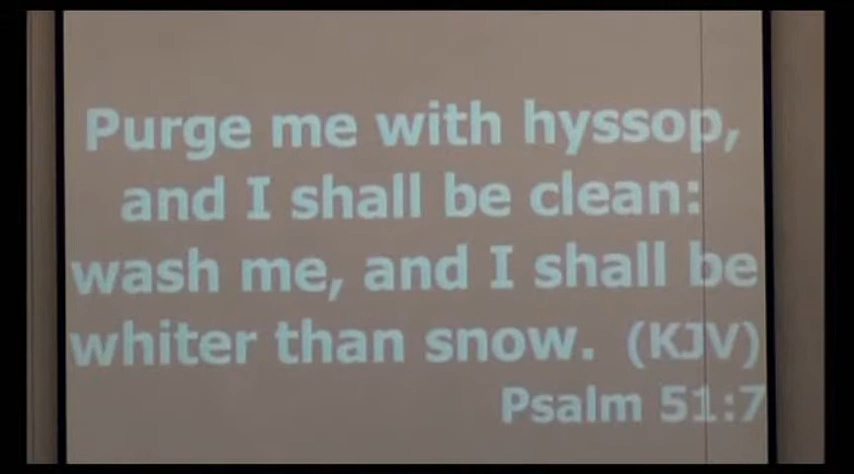 Purge me with hyssop,
and I shall be clean:
wash me, and I shall be
whiter than snow. (KJV)
Psalm 51:7